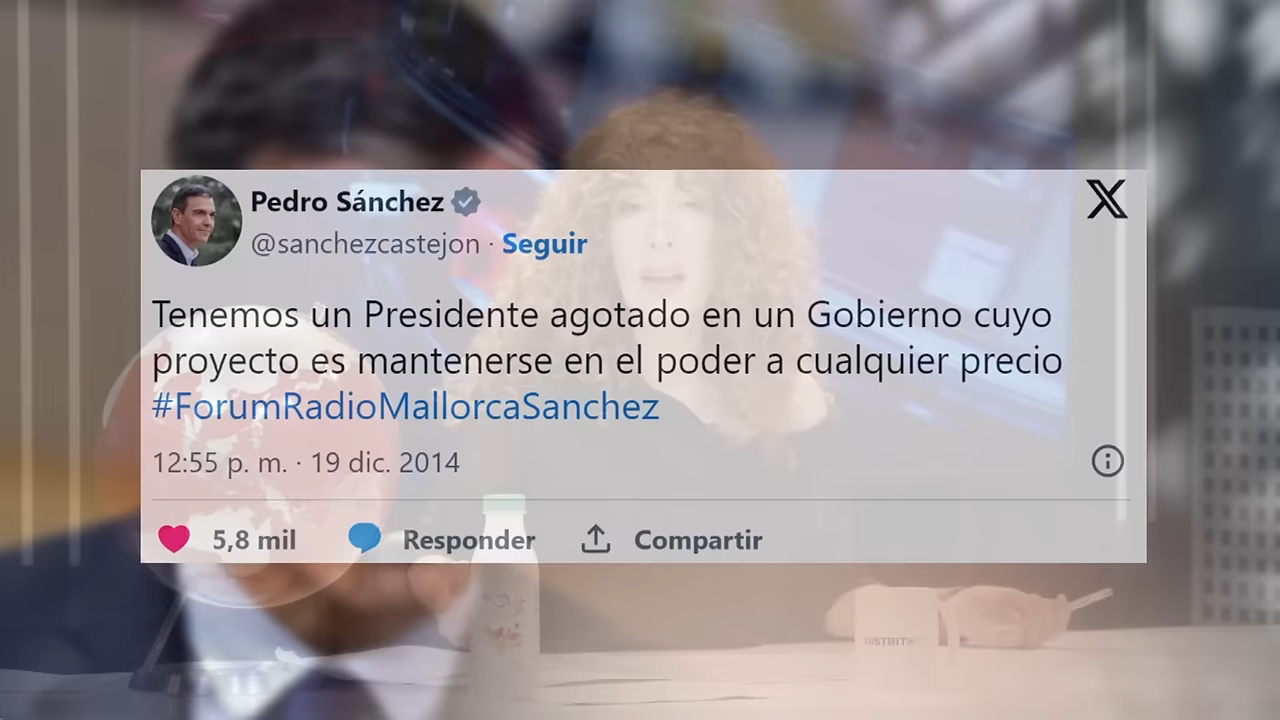 Pedro Sánchez
@sanchezcastejon · Seguir
Tenemos un Presidente agotado en un Gobierno cuyo
proyecto es mantenerse en el poder a cualquier precio
#ForumRadioMallorcaSanchez
12:55 p. m. · 19 dic. 2014
5,8 mil Responder Compartir